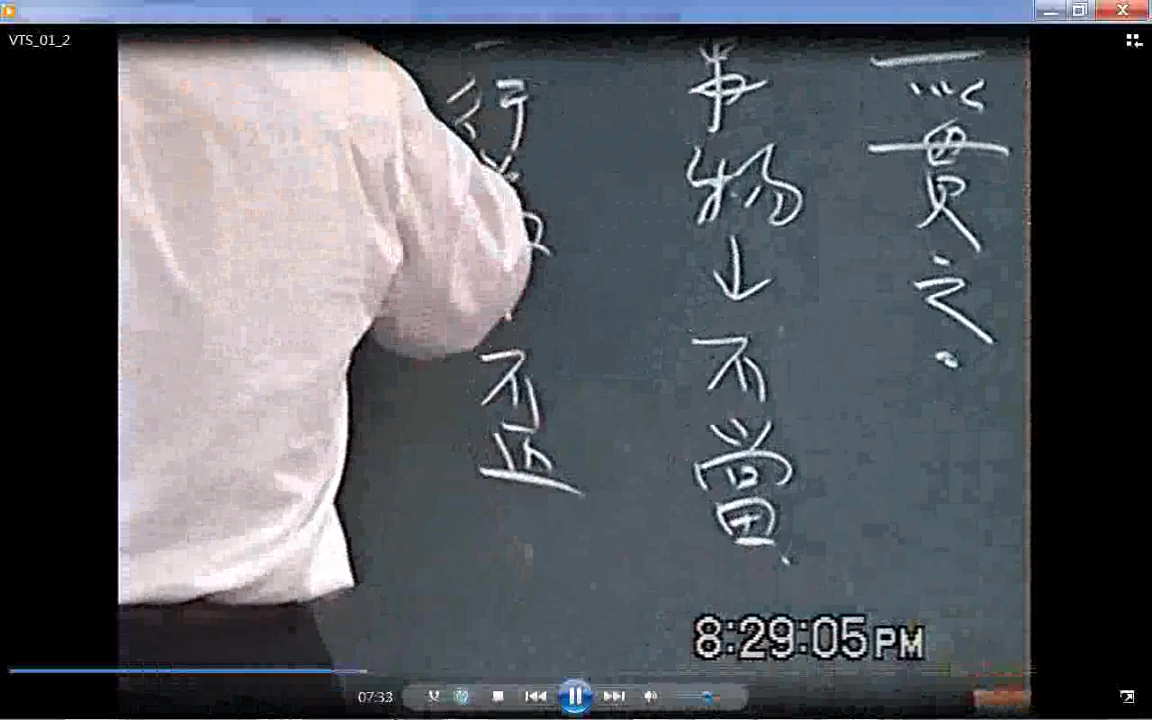 VTS_01_2
一以貫之。
事物↓不當
行
不
8:29:05PM
07:33